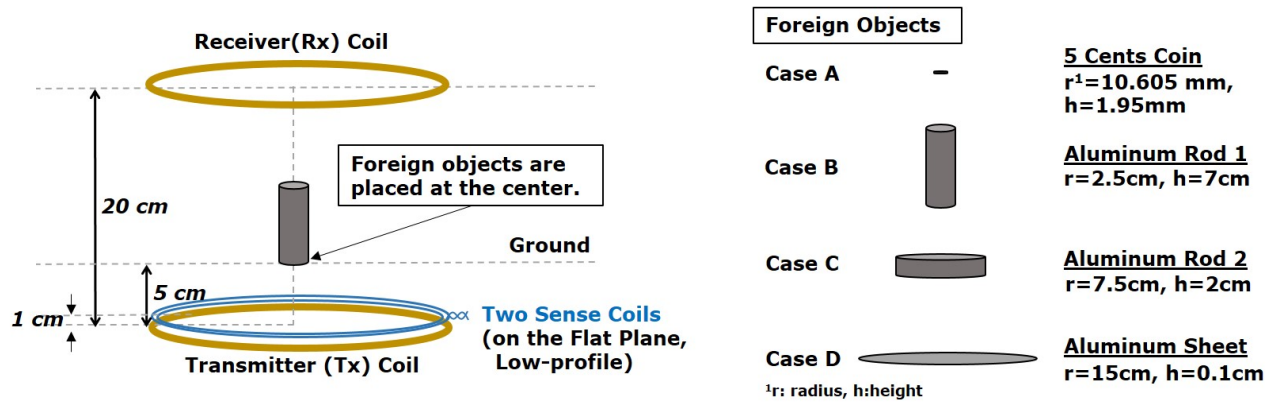 Receiver(Rx) Coil
Foreign objects are
placed at the center.
20 cm
Ground
5 cm
1 cm
Two Sense Coils
(on the Flat Plane,
Low-profile)
Transmitter (Tx) Coil
Foreign Objects
Case A
5 Cents Coin
r¹=10.605 mm,
h=1.95mm
Case B
Aluminum Rod 1
r=2.5cm, h=7cm
Case C
Aluminum Rod 2
r=7.5cm, h=2cm
Case D
Aluminum Sheet
r=15cm, h=0.1cm
¹r: radius, h:height